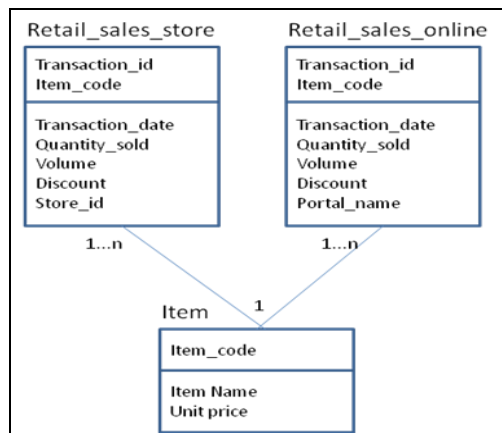 Retail_sales_store
Transaction_id
Item_code
Transaction_date
Quantity_sold
Volume
Discount
Store_id
1...n
Retail_sales_online
Transaction_id
Item_code
Transaction_date
Quantity_sold
Volume
Discount
Portal_name
1...n
1
Item
Item_code
Item Name
Unit price